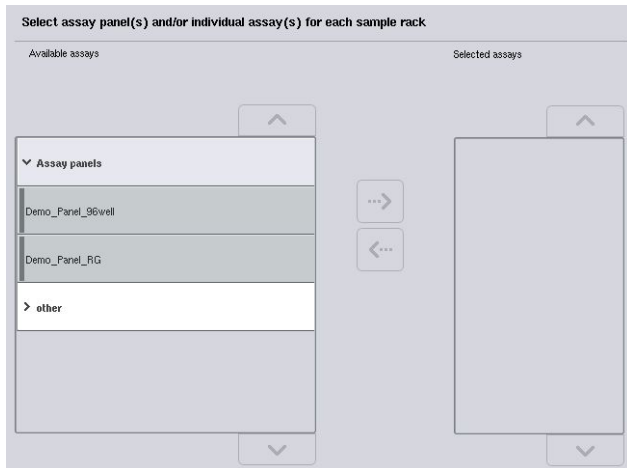 Select assay panel(s) and/or individual assay(s) for each sample rack
Available assays
Selected assays
Assay panels
Demo_Panel_96well
Demo_Panel_RG
other